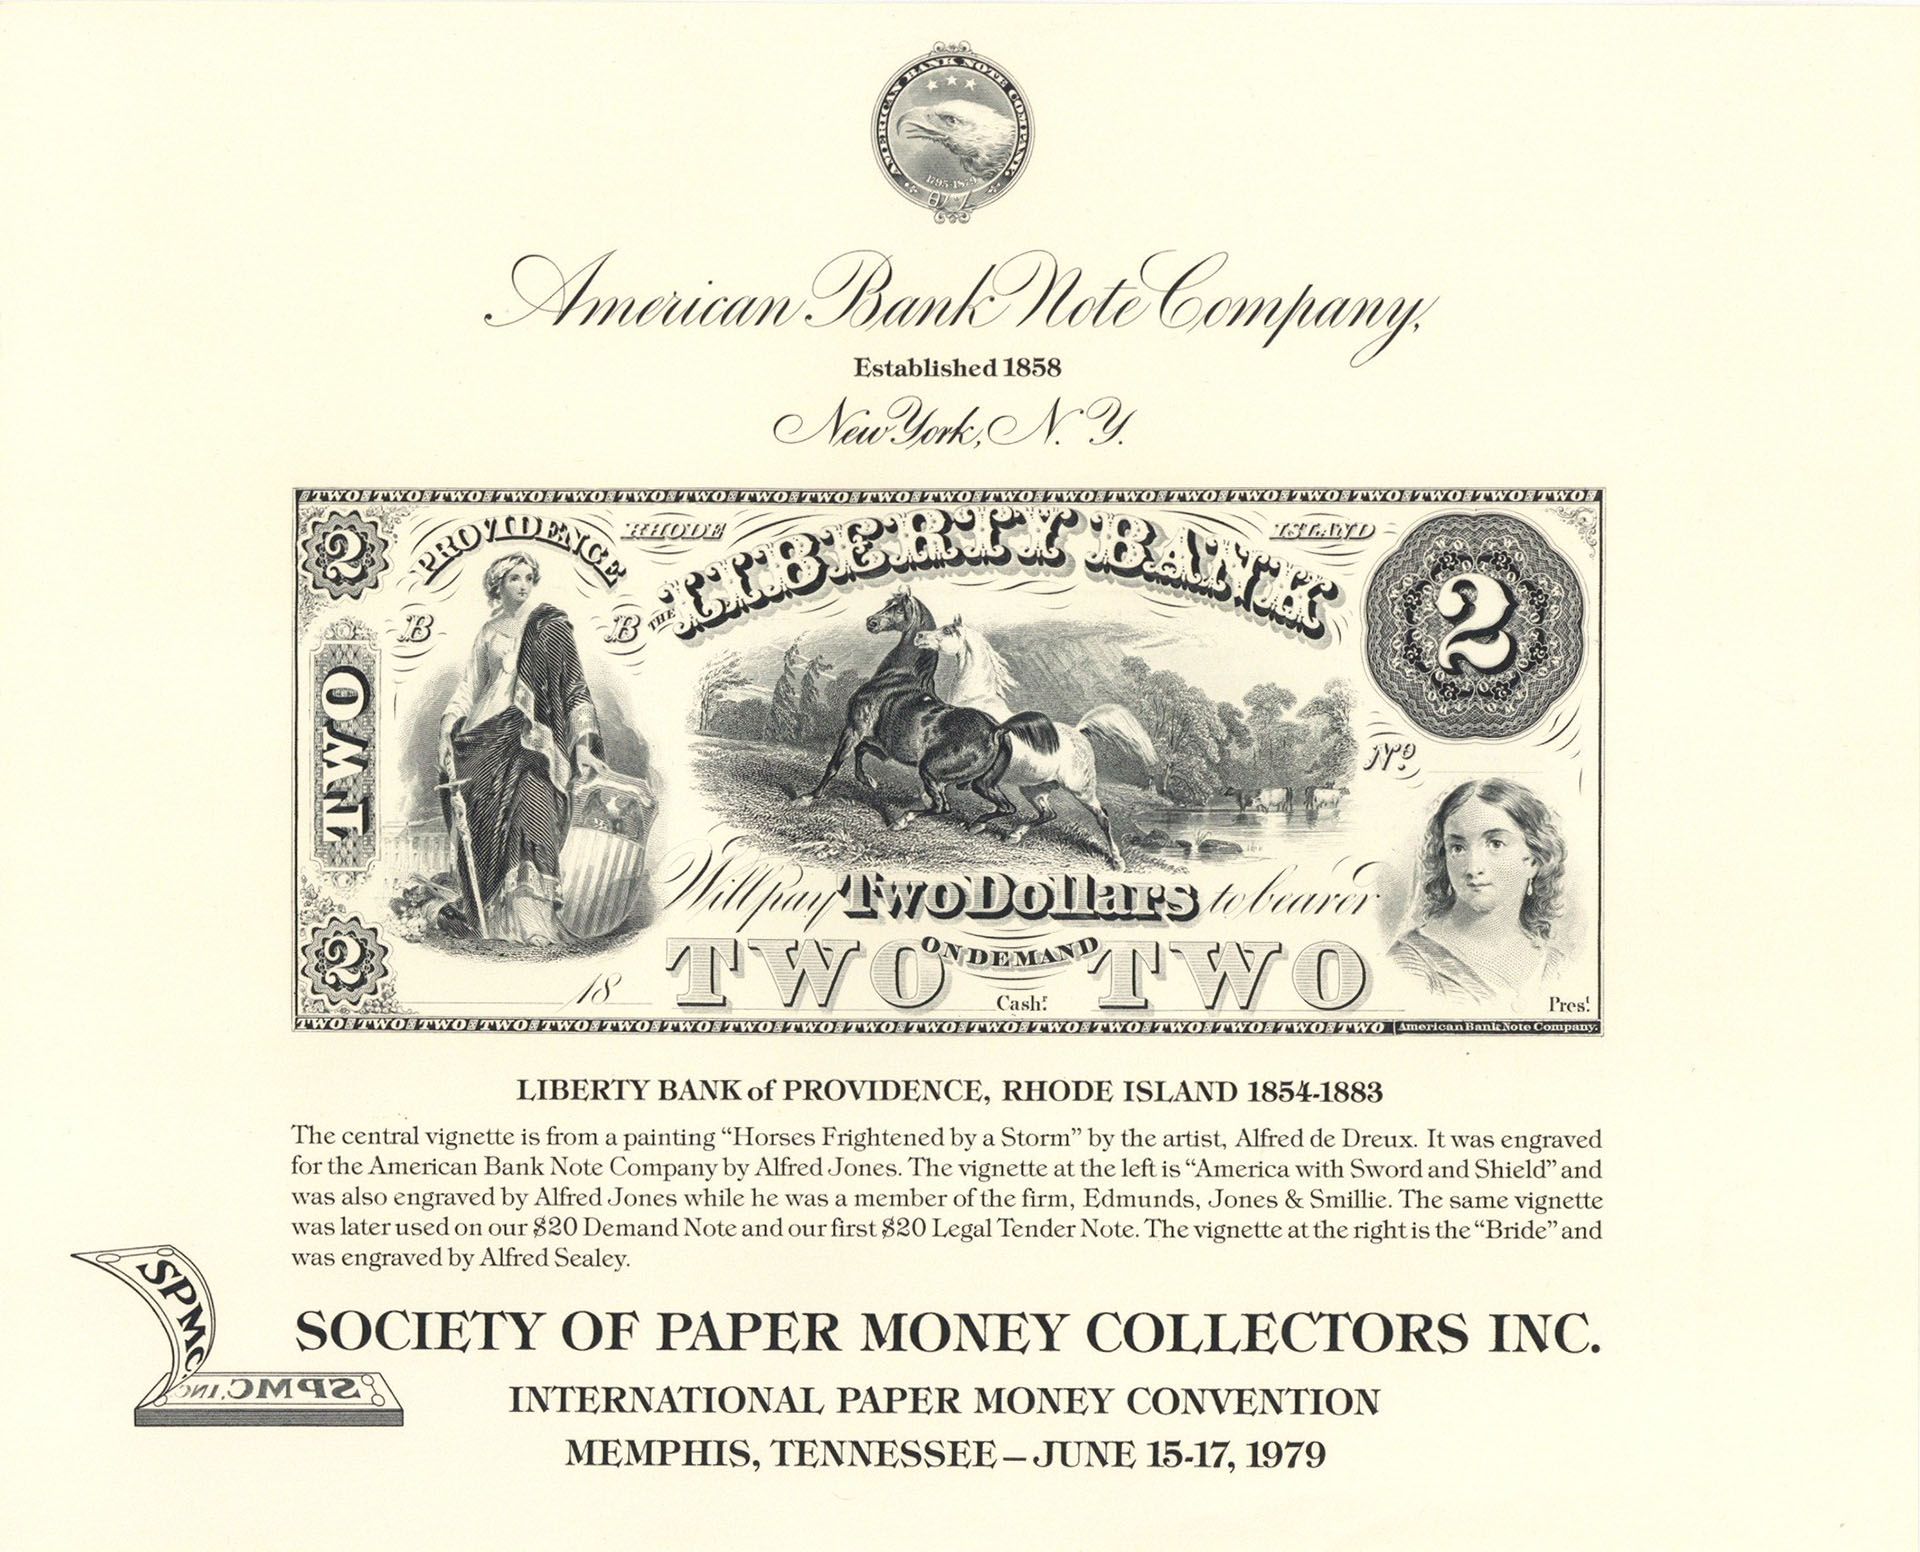 AMERICAN BANK NOTE COMPANY.
American Bank Note Company,
Established 1858
New York, N. Y.
TWO TWO TWO TWO TWO TWO TWO TWO TWO TWO TWO TWO TWO TWO TWO TWO TWO TWO TWO TWO TWO
2 PROVIDENCE RHODE ISLAND 2
THE LIBERTY BANK
B B
TWO
No
Will pay Two Dollars to bearer
TWO ON DEMAND TWO
2
18
Cashr.
Prest.
TWO TWO TWO TWO TWO TWO TWO TWO TWO TWO TWO TWO TWO TWO TWO TWO TWO TWO American Bank Note Company.
LIBERTY BANK of PROVIDENCE, RHODE ISLAND 1854-1883
The central vignette is from a painting “Horses Frightened by a Storm” by the artist, Alfred de Dreux. It was engraved
for the American Bank Note Company by Alfred Jones. The vignette at the left is “America with Sword and Shield” and
was also engraved by Alfred Jones while he was a member of the firm, Edmunds, Jones & Smillie. The same vignette
was later used on our $20 Demand Note and our first $20 Legal Tender Note. The vignette at the right is the “Bride” and
was engraved by Alfred Sealey.
SPMC.
SPMC, INC.
SOCIETY OF PAPER MONEY COLLECTORS INC.
INTERNATIONAL PAPER MONEY CONVENTION
MEMPHIS, TENNESSEE – JUNE 15-17, 1979